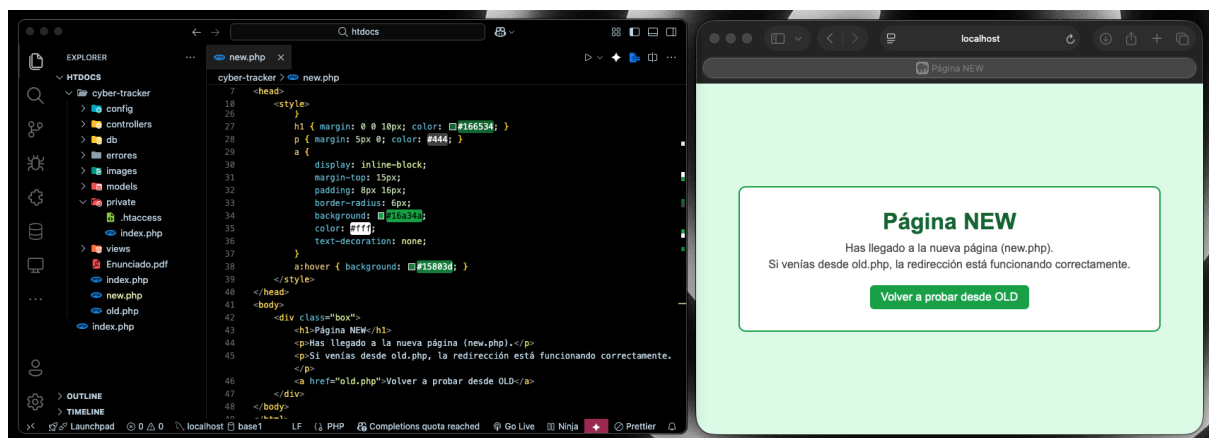 htdocs
EXPLORER
HTDOCS
cyber-tracker
config
controllers
db
errores
images
models
private
.htaccess
index.php
views
Enunciado.pdf
index.php
new.php
old.php
index.php
OUTLINE
TIMELINE
new.php
cyber-tracker > new.php
7 <head>
10 <style>
26 }
27 h1 { margin: 0 0 10px; color: #166534; }
28 p { margin: 5px 0; color: #444; }
29 a {
30 display: inline-block;
31 margin-top: 15px;
32 padding: 8px 16px;
33 border-radius: 6px;
34 background: #16a34a;
35 color: #fff;
36 text-decoration: none;
37 }
38 a:hover { background: #15803d; }
39 </style>
40 </head>
41 <body>
42 <div class="box">
43 <h1>Página NEW</h1>
44 <p>Has llegado a la nueva página (new.php).</p>
45 <p>Si venías desde old.php, la redirección está funcionando correctamente.
</p>
46 <a href="old.php">Volver a probar desde OLD</a>
47 </div>
48 </body>
Launchpad 0 0 localhost base1 LF PHP Completions quota reached Go Live Ninja Prettier
localhost
Página NEW
Página NEW
Has llegado a la nueva página (new.php).
Si venías desde old.php, la redirección está funcionando correctamente.
Volver a probar desde OLD